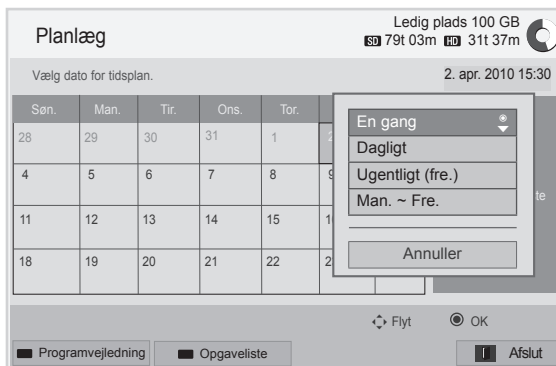 Planlæg
Ledig plads 100 GB
SD 79t 03m HD 31t 37m
Vælg dato for tidsplan.
2. apr. 2010 15:30
Søn. Man. Tir. Ons. Tor.
28 29 30 31 1 2
4 5 6 7 8 9
11 12 13 14 15
18 19 20 21 22
En gang
Dagligt
Ugentligt (fre.)
Man. ~ Fre.
Annuller
te
Flyt OK
Programvejledning Opgaveliste Afslut